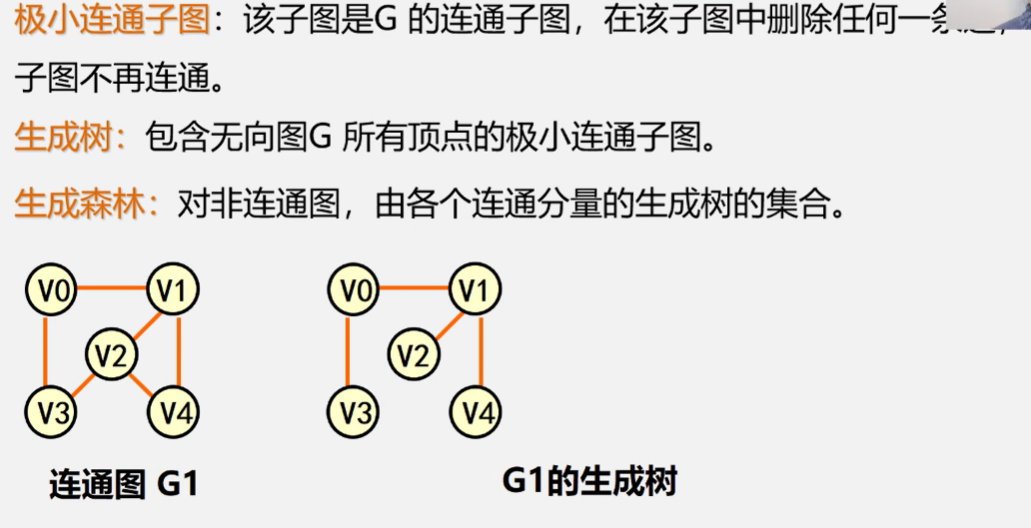 极小连通子图：该子图是G 的连通子图，在该子图中删除任何一条
子图不再连通。
生成树：包含无向图G 所有顶点的极小连通子图。
生成森林：对非连通图，由各个连通分量的生成树的集合。
V0 V1 V0 V1
V2 V2
V3 V4 V3 V4
连通图 G1 G1的生成树